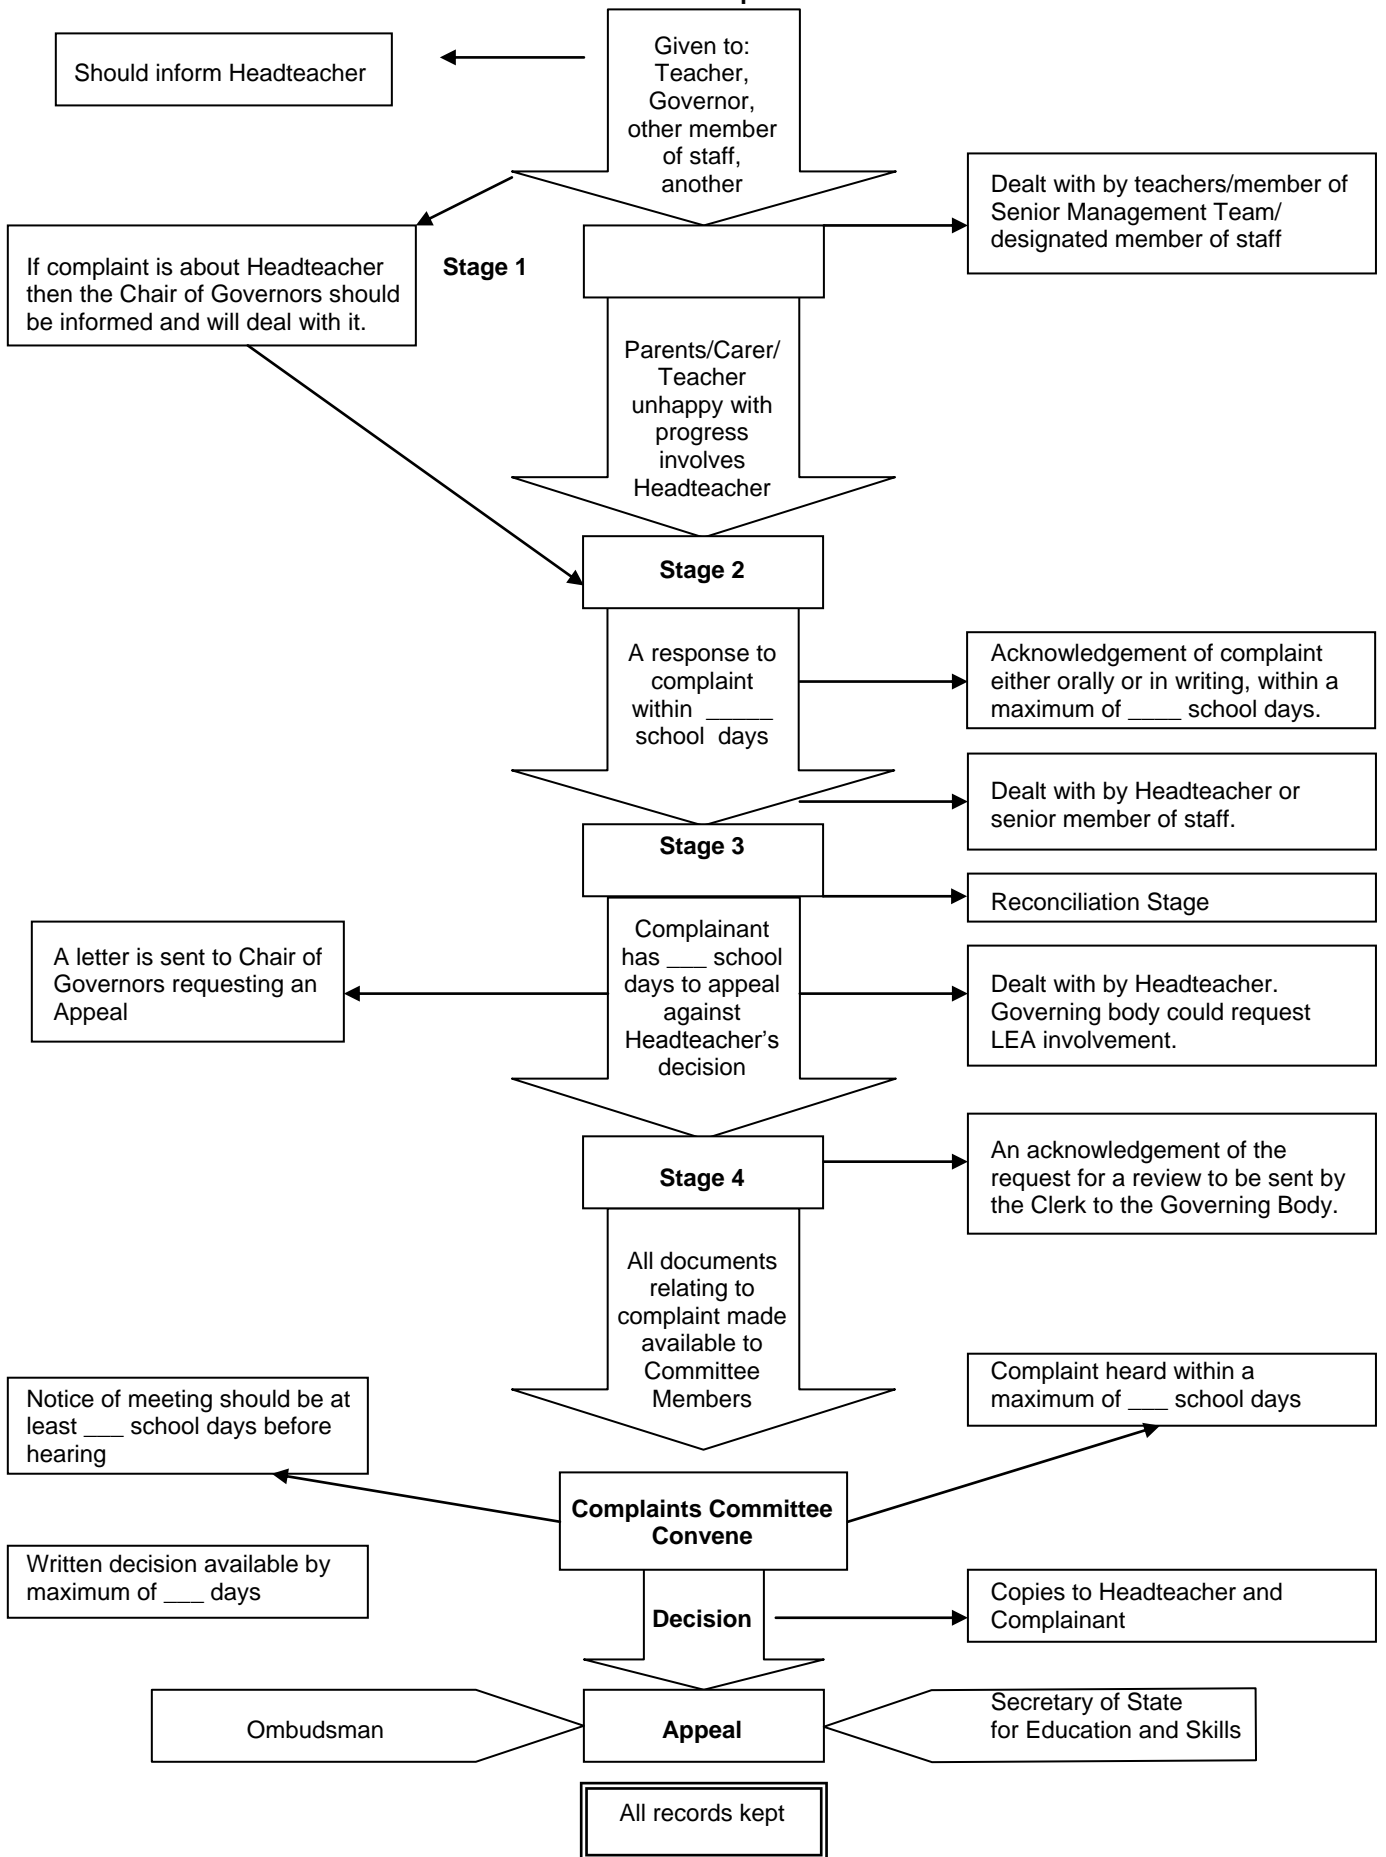 Given to:
Teacher,
Governor,
other member
of staff,
another
Should inform Headteacher
Dealt with by teachers/member of
Senior Management Team/
designated member of staff
If complaint is about Headteacher
then the Chair of Governors should
be informed and will deal with it.
Stage 1
Parents/Carer/
Teacher
unhappy with
progress
involves
Headteacher
Stage 2
A response to
complaint
within _____
school days
Acknowledgement of complaint
either orally or in writing, within a
maximum of ____ school days.
Dealt with by Headteacher or
senior member of staff.
Stage 3
Reconciliation Stage
Complainant
has ___ school
days to appeal
against
Headteacher's
decision
A letter is sent to Chair of
Governors requesting an
Appeal
Dealt with by Headteacher.
Governing body could request
LEA involvement.
Stage 4
An acknowledgement of the
request for a review to be sent by
the Clerk to the Governing Body.
All documents
relating to
complaint made
available to
Committee
Members
Notice of meeting should be at
least ___ school days before
hearing
Complaint heard within a
maximum of ___ school days
Complaints Committee
Convene
Written decision available by
maximum of ___ days
Decision
Copies to Headteacher and
Complainant
Ombudsman
Appeal
Secretary of State
for Education and Skills
All records kept